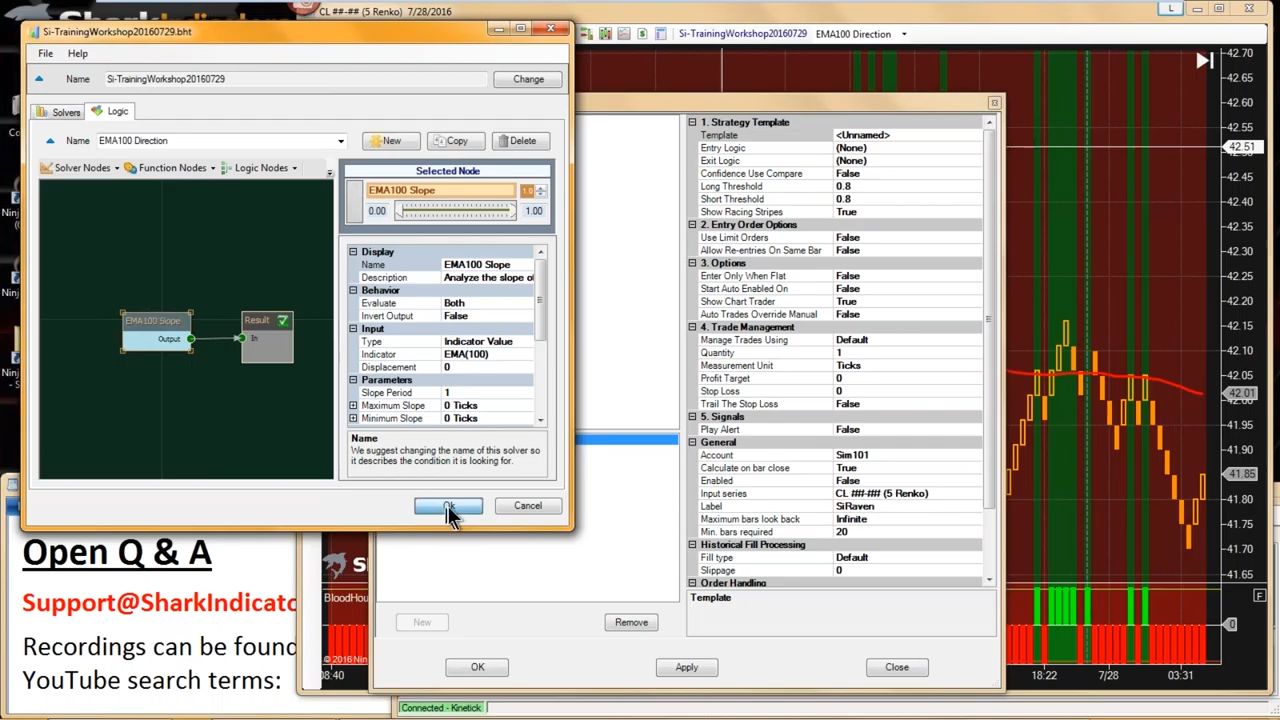 Si-TrainingWorkshop20160729.bht
File Help
Name Si-TrainingWorkshop20160729 Change
Solvers Logic
Name EMA100 Direction New Copy Delete
Solver Nodes Function Nodes Logic Nodes
Selected Node
EMA100 Slope 1.0
0.00 1.00
Display
Name EMA100 Slope
Description Analyze the slope o
Behavior
Evaluate Both
Invert Output False
Input
Type Indicator Value
Indicator EMA(100)
Displacement 0
Parameters
Slope Period 1
Maximum Slope 0 Ticks
Minimum Slope 0 Ticks
Name
We suggest changing the name of this solver so
it describes the condition it is looking for.
EMA100 Slope
Output
Result
In
Ok Cancel
CL ##-## (5 Renko) 7/28/2016
L
Si-TrainingWorkshop20160729 EMA100 Direction
1. Strategy Template
Template <Unnamed>
Entry Logic (None)
Exit Logic (None)
Confidence Use Compare False
Long Threshold 0.8
Short Threshold 0.8
Show Racing Stripes True
2. Entry Order Options
Use Limit Orders False
Allow Re-entries On Same Bar False
3. Options
Enter Only When Flat False
Start Auto Enabled On False
Show Chart Trader True
Auto Trades Override Manual False
4. Trade Management
Manage Trades Using Default
Quantity 1
Measurement Unit Ticks
Profit Target 0
Stop Loss 0
Trail The Stop Loss False
5. Signals
Play Alert False
General
Account Sim101
Calculate on bar close True
Enabled False
Input series CL ##-## (5 Renko)
Label SiRaven
Maximum bars look back Infinite
Min. bars required 20
Historical Fill Processing
Fill type Default
Slippage 0
Order Handling
Template
New Remove
OK Apply Close
42.70
42.65
42.60
42.55
42.51
42.45
42.40
42.35
42.30
42.25
42.20
42.15
42.10
42.05
42.01
41.95
41.90
41.85
41.80
41.75
41.70
41.65
F
0
08:40 18:22 7/28 03:31
BloodHou
© 2016 Nin
Connected - Kinetick
Open Q & A
Support@SharkIndicato
Recordings can be found
YouTube search terms: